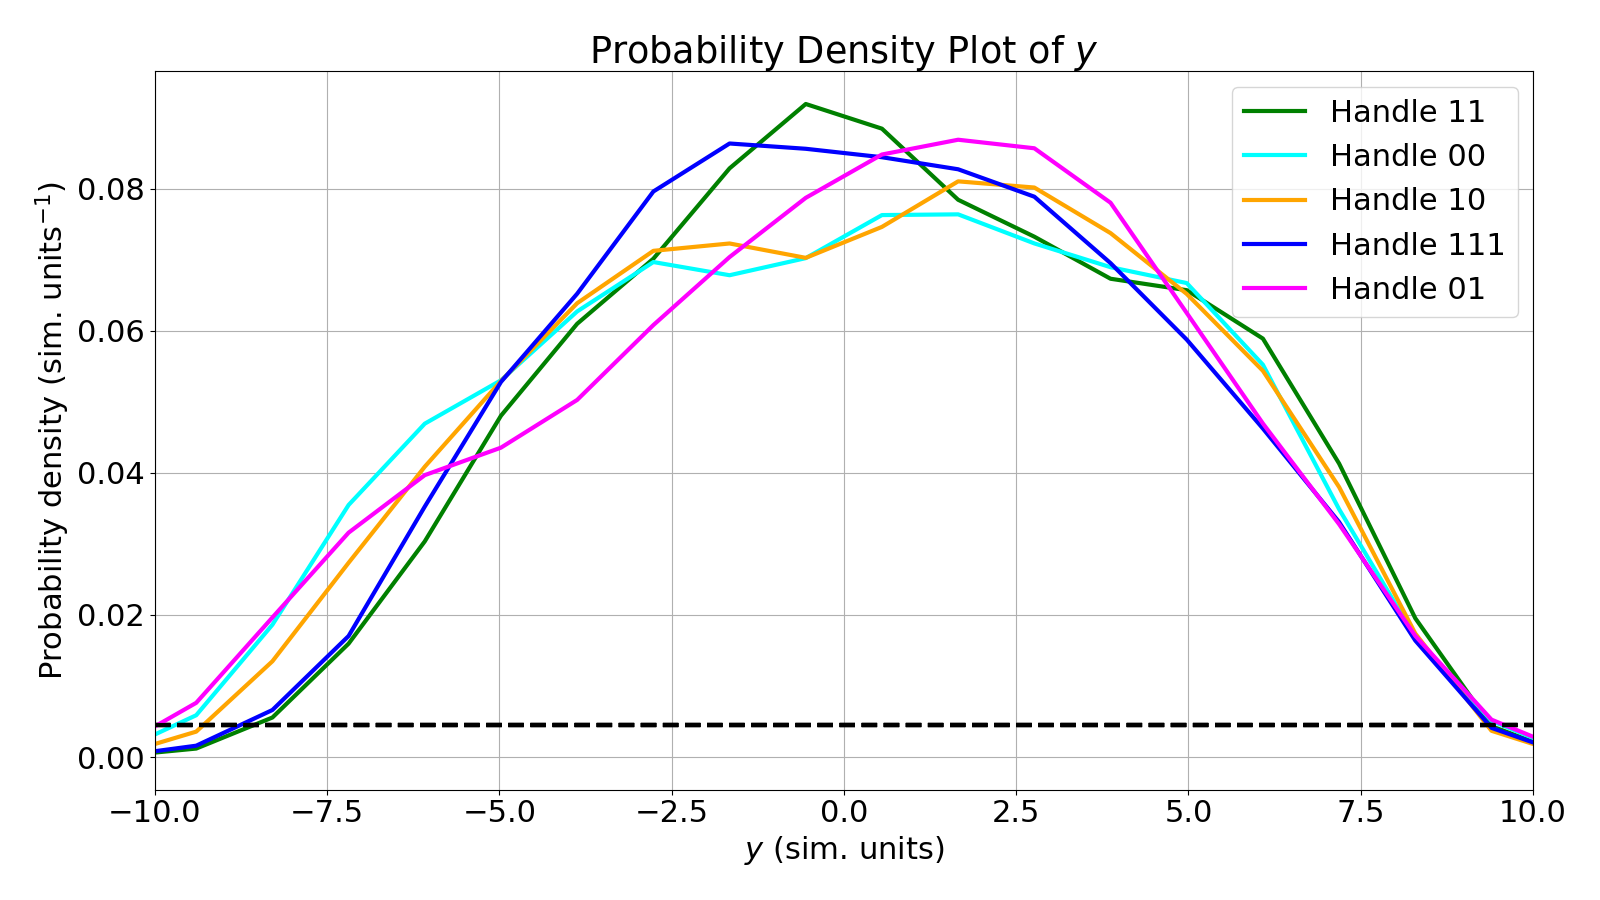 Probability Density Plot of y
Probability density (sim. units⁻¹)
0.08
0.06
0.04
0.02
0.00
−10.0 −7.5 −5.0 −2.5 0.0 2.5 5.0 7.5 10.0
y (sim. units)
Handle 11
Handle 00
Handle 10
Handle 111
Handle 01